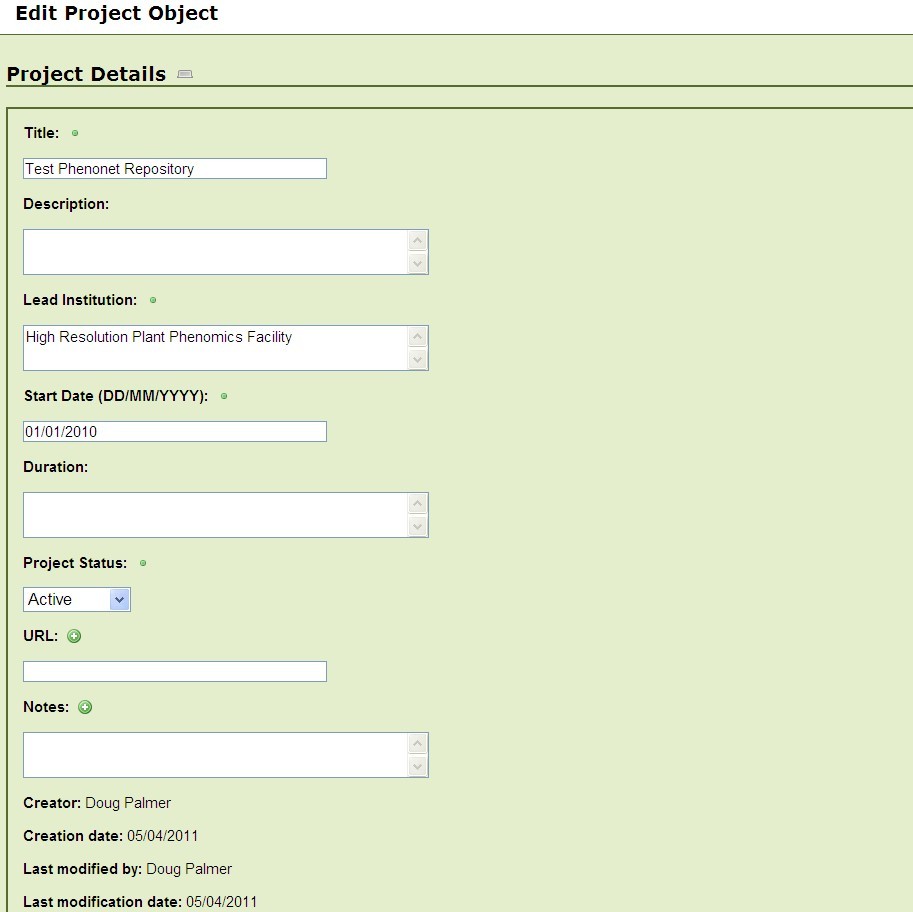 Edit Project Object
Project Details
Title:
Test Phenonet Repository
Description:
Lead Institution:
High Resolution Plant Phenomics Facility
Start Date (DD/MM/YYYY):
01/01/2010
Duration:
Project Status:
Active
URL:
Notes:
Creator: Doug Palmer
Creation date: 05/04/2011
Last modified by: Doug Palmer
Last modification date: 05/04/2011